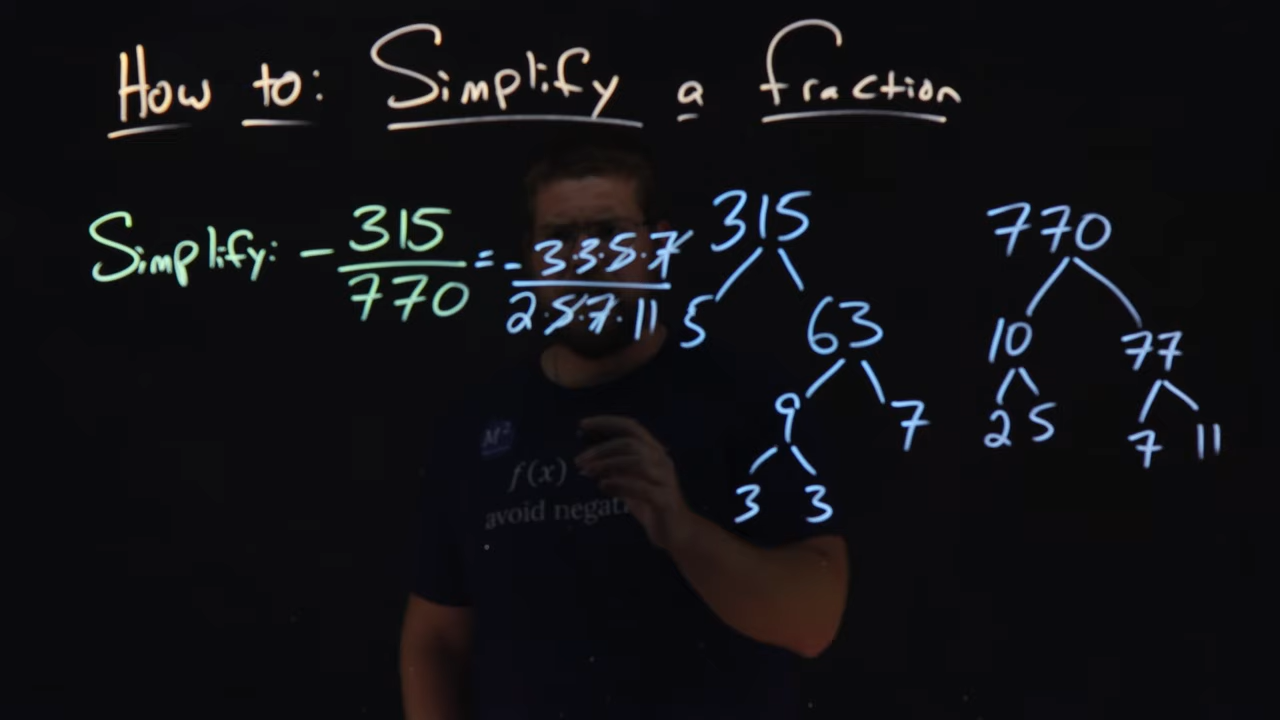 How to: Simplify a fraction
Simplify: - 315/770 = - 3·3·5·7/2·5·7·11
315
5 63
9 7
3 3
770
10 77
2 5 7 11
M²
f(x)
avoid